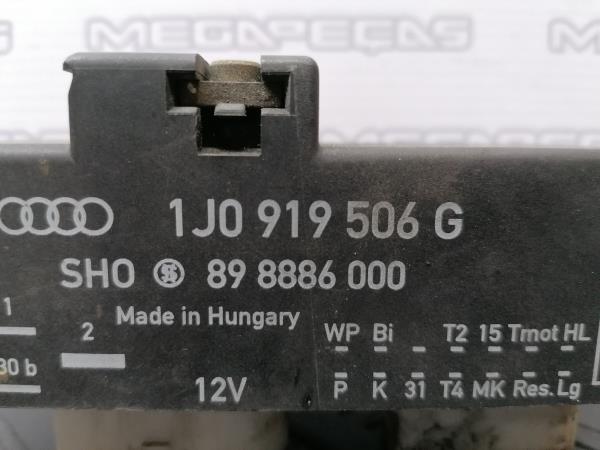 MEGAPEÇAS
1J0 919 506 G
SHO 89 8886 000
Made in Hungary
1
2
30 b
12V
WP Bi T2 15 Tmot HL
P K 31 T4 MK Res. Lg